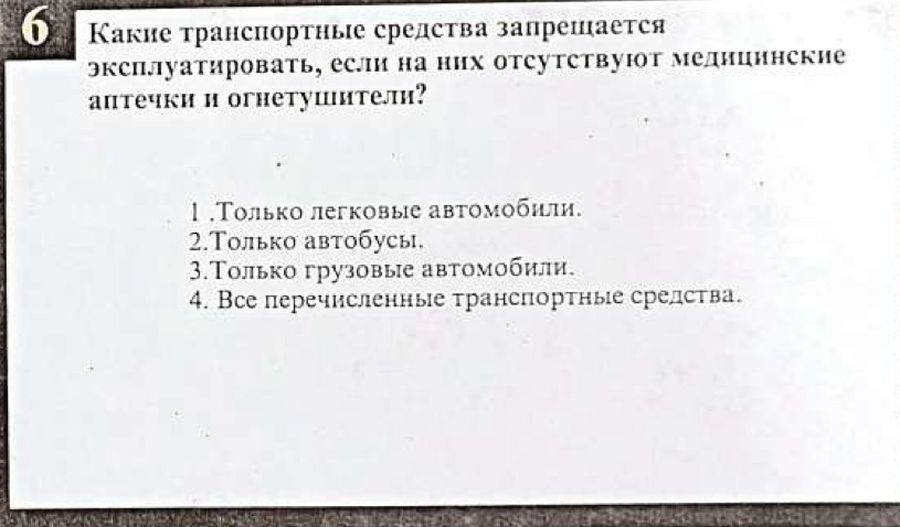 6
Какие транспортные средства запрещается
эксплуатировать, если на них отсутствуют медицинские
аптечки и огнетушители?
1 .Только легковые автомобили.
2.Только автобусы.
3.Только грузовые автомобили.
4. Все перечисленные транспортные средства.